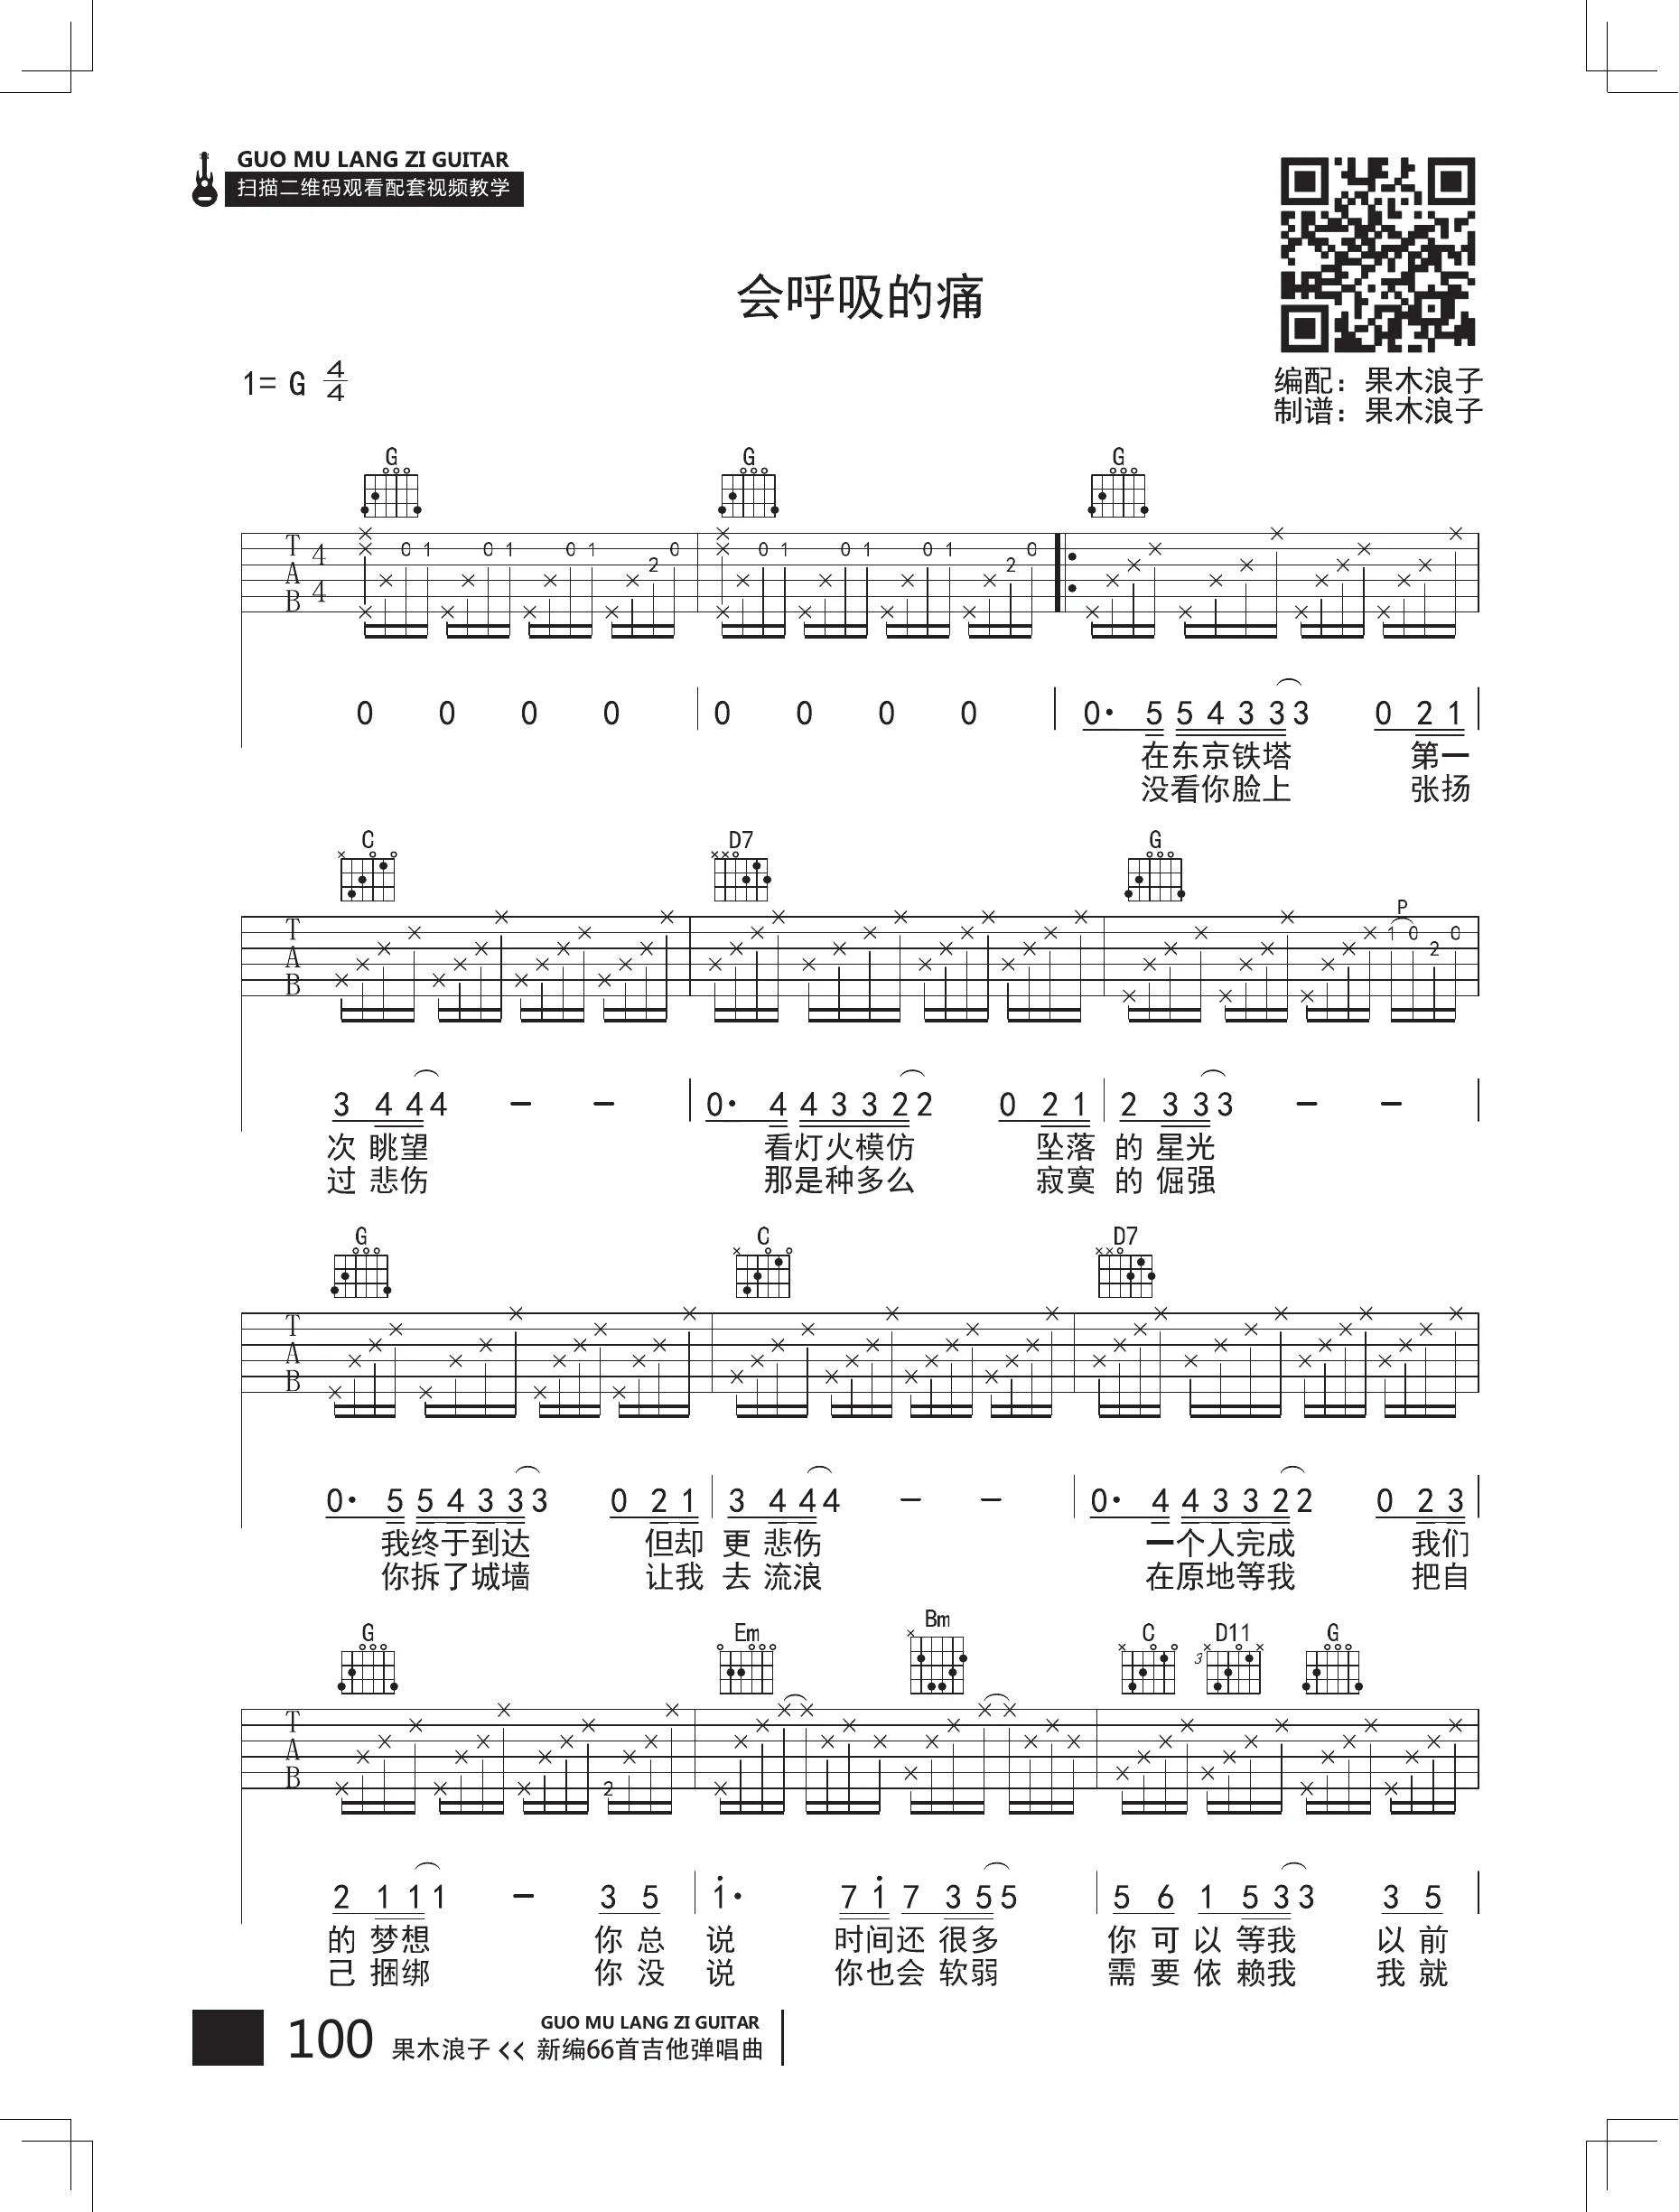 GUO MU LANG ZI GUITAR
扫描二维码观看配套视频教学
会呼吸的痛
1= G 4/4
编配：果木浪子
制谱：果木浪子
G G G
T A B 4 4 0 1 0 1 0 1 2 0 0 1 0 1 0 1 2 0
0 0 0 0 0 0 0 0 0· 5 5 4 3 3 3 0 2 1
在东京铁塔 第一
没看你脸上 张扬
C D7 G
P
T A B 1 0 2 0
3 4 4 4 – – 0· 4 4 3 3 2 2 0 2 1 2 3 3 3 – –
次 眺望 看灯火模仿 坠落 的 星光
过 悲伤 那是种多么 寂寞 的 倔强
G C D7
T A B
0· 5 5 4 3 3 3 0 2 1 3 4 4 4 – – 0· 4 4 3 3 2 2 0 2 3
我终于到达 但却 更 悲伤 一个人完成 我们
你拆了城墙 让我 去 流浪 在原地等我 把自
G Em Bm C D11 G
3
T A B 2
2 1 1 1 – 3 5 1· 7 1 7 3 5 5 5 6 1 5 3 3 3 5
的 梦想 你 总 说 时间还 很多 你 可 以 等我 以 前
己 捆绑 你 没 说 你也会 软弱 需 要 依 赖我 我 就
100 果木浪子 << GUO MU LANG ZI GUITAR
新编66首吉他弹唱曲